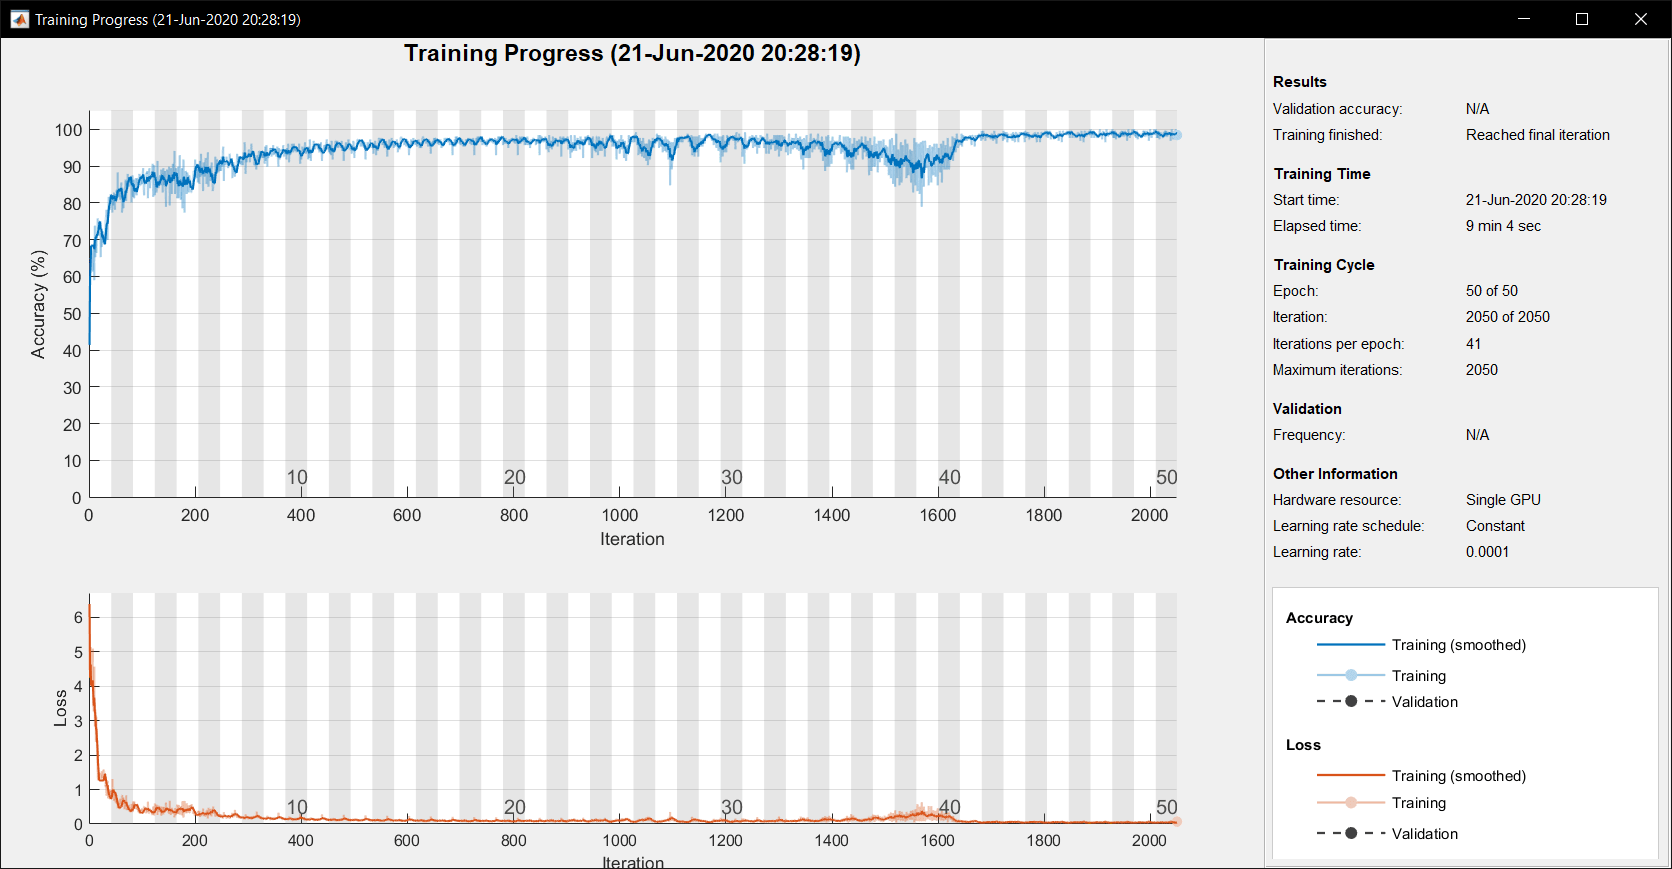 Training Progress (21-Jun-2020 20:28:19)
Training Progress (21-Jun-2020 20:28:19)
Accuracy (%)
100
90
80
70
60
50
40
30
20
10
0
10 20 30 40 50
0 200 400 600 800 1000 1200 1400 1600 1800 2000
Iteration
Loss
6
5
4
3
2
1
0
10 20 30 40 50
0 200 400 600 800 1000 1200 1400 1600 1800 2000
Iteration
Results
Validation accuracy: N/A
Training finished: Reached final iteration
Training Time
Start time: 21-Jun-2020 20:28:19
Elapsed time: 9 min 4 sec
Training Cycle
Epoch: 50 of 50
Iteration: 2050 of 2050
Iterations per epoch: 41
Maximum iterations: 2050
Validation
Frequency: N/A
Other Information
Hardware resource: Single GPU
Learning rate schedule: Constant
Learning rate: 0.0001
Accuracy
Training (smoothed)
Training
Validation
Loss
Training (smoothed)
Training
Validation